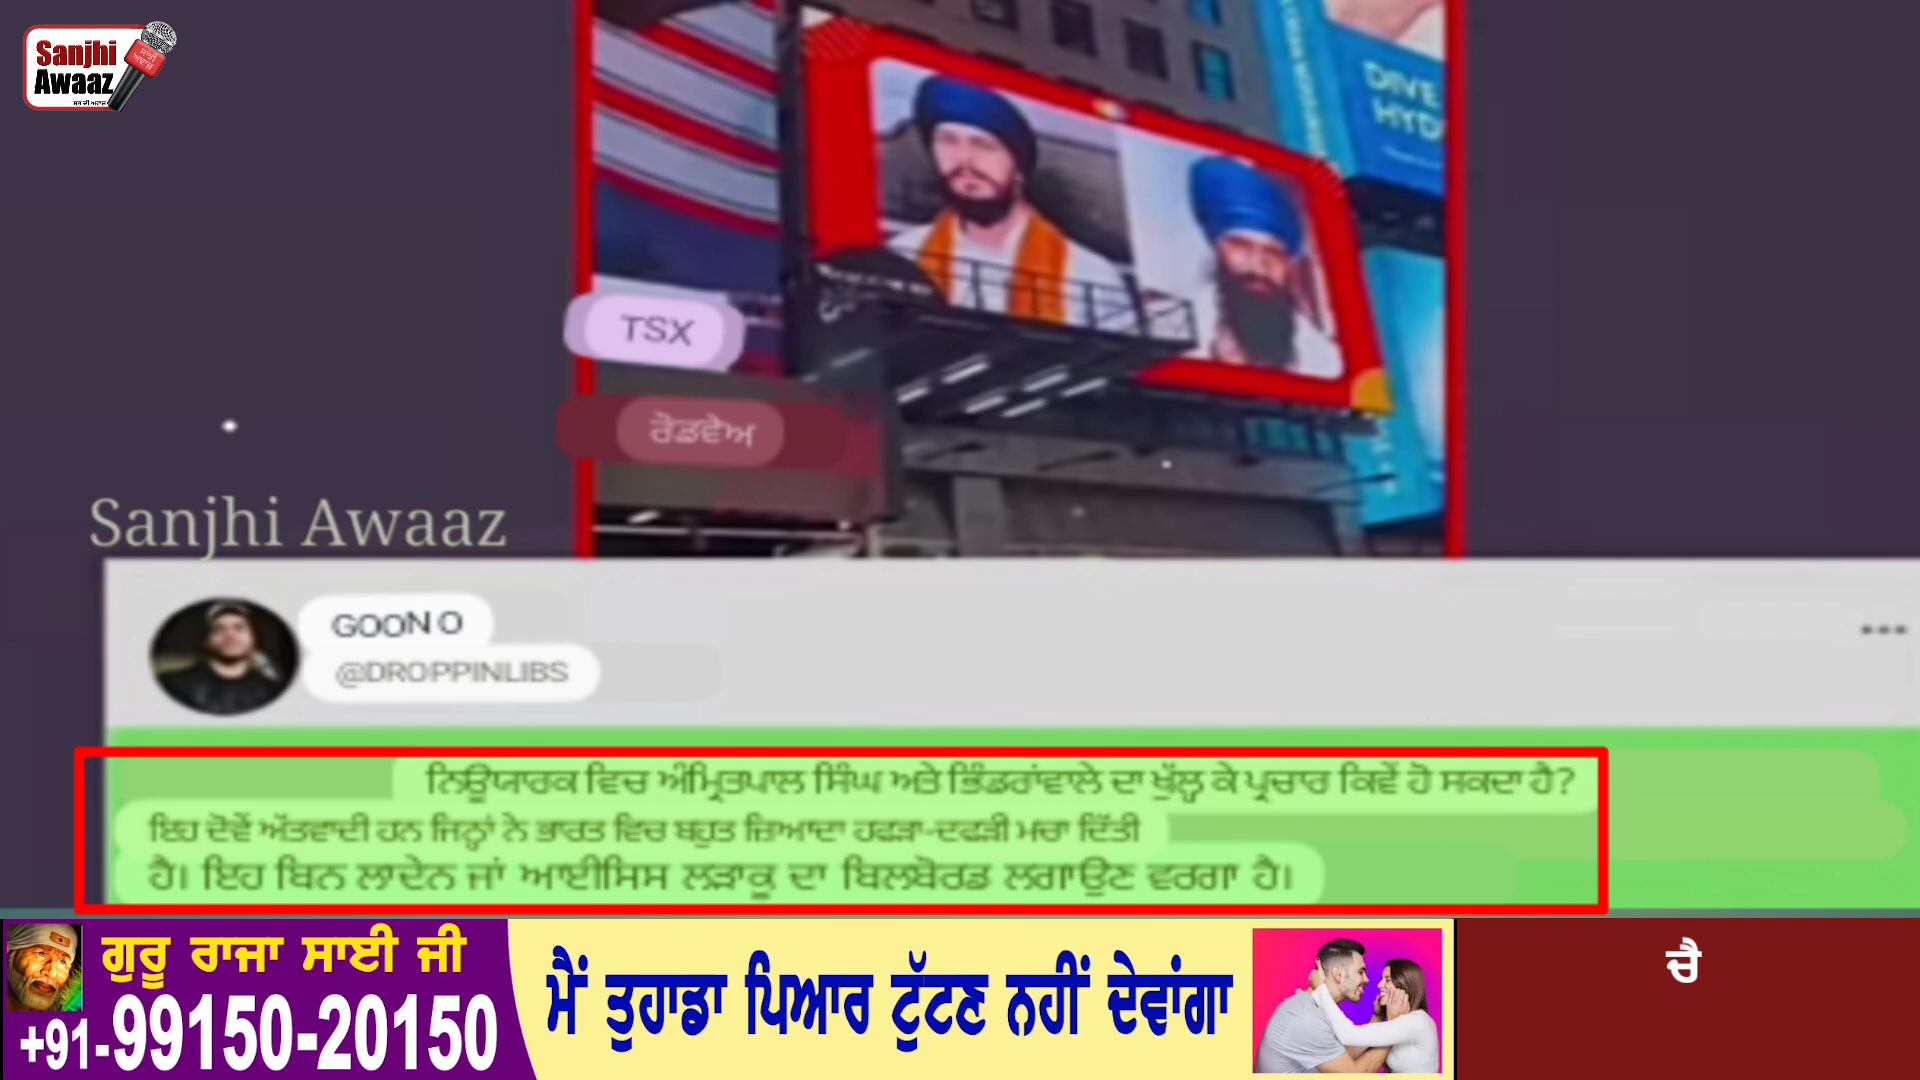 Sanjhi
Awaaz
DIVE
HYD
TSX
ਰੋਡਵੇਅ
Sanjhi Awaaz
GOON O
@DROPPINLIBS
ਨਿਊਯਾਰਕ ਵਿਚ ਅੰਮ੍ਰਿਤਪਾਲ ਸਿੰਘ ਅਤੇ ਭਿੰਡਰਾਂਵਾਲੇ ਦਾ ਖੁੱਲ੍ਹ ਕੇ ਪ੍ਰਚਾਰ ਕਿਵੇਂ ਹੋ ਸਕਦਾ ਹੈ?
ਇਹ ਦੋਵੇਂ ਅੱਤਵਾਦੀ ਹਨ ਜਿਨ੍ਹਾਂ ਨੇ ਭਾਰਤ ਵਿਚ ਬਹੁਤ ਜ਼ਿਆਦਾ ਹਫੜਾ-ਦਫੜੀ ਮਚਾ ਦਿੱਤੀ
ਹੈ। ਇਹ ਬਿਨ ਲਾਦੇਨ ਜਾਂ ਆਈਸਿਸ ਲੜਾਕੂ ਦਾ ਬਿਲਬੋਰਡ ਲਗਾਉਣ ਵਰਗਾ ਹੈ।
ਗੁਰੂ ਰਾਜਾ ਸਾਈ ਜੀ
+91-99150-20150
ਮੈਂ ਤੁਹਾਡਾ ਪਿਆਰ ਟੁੱਟਣ ਨਹੀਂ ਦੇਵਾਂਗਾ
ਚੈ